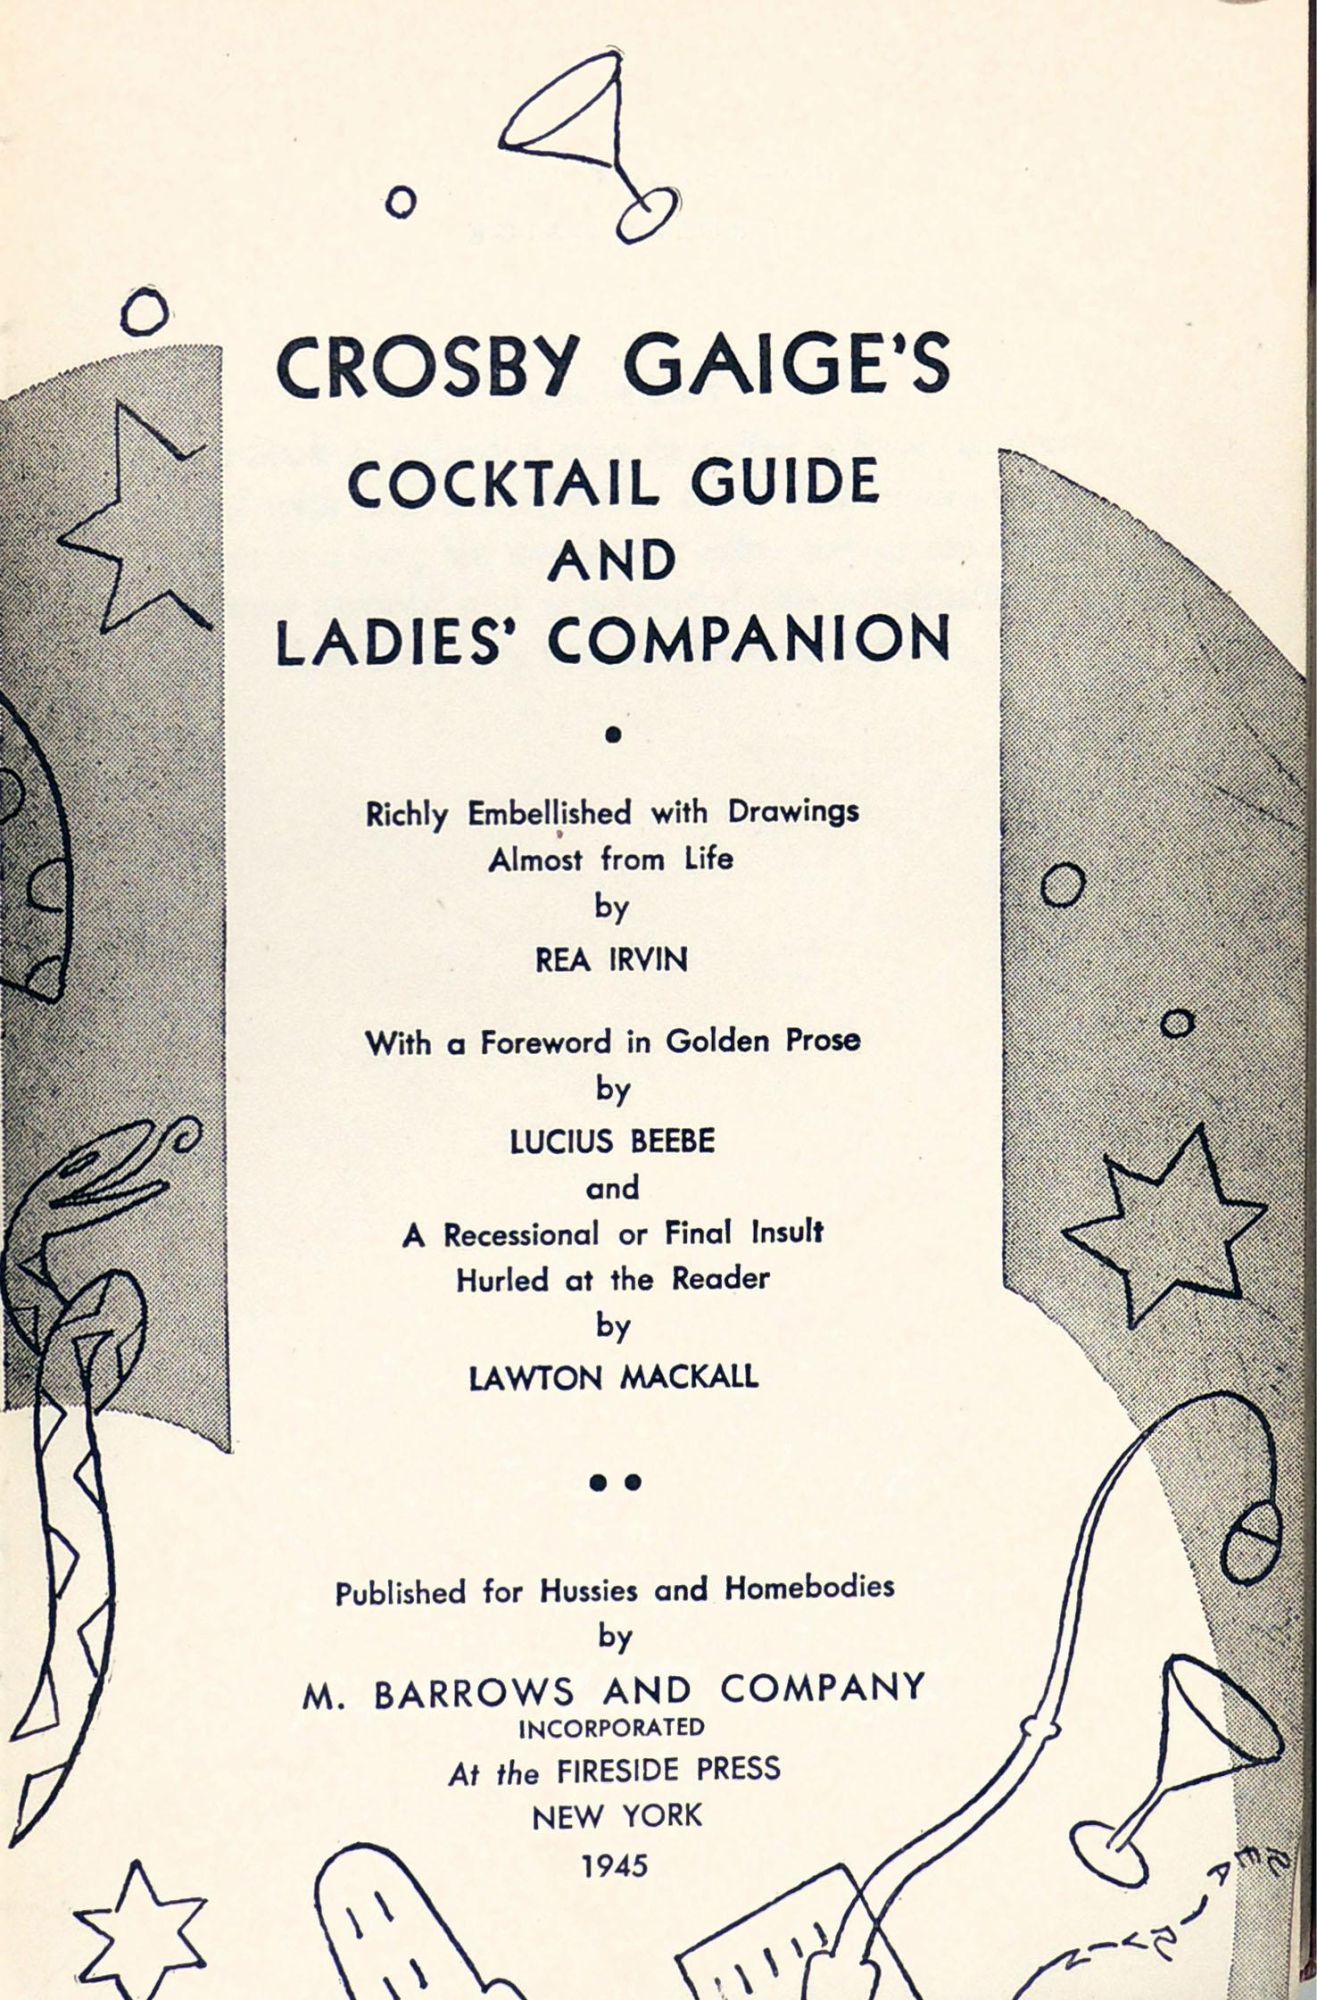 CROSBY GAIGE'S
COCKTAIL GUIDE
AND
LADIES' COMPANION
Richly Embellished with Drawings
Almost from Life
by
REA IRVIN
With a Foreword in Golden Prose
by
LUCIUS BEEBE
and
A Recessional or Final Insult
Hurled at the Reader
by
LAWTON MACKALL
Published for Hussies and Homebodies
by
M. BARROWS AND COMPANY
INCORPORATED
At the FIRESIDE PRESS
NEW YORK
1945
REA IRVIN